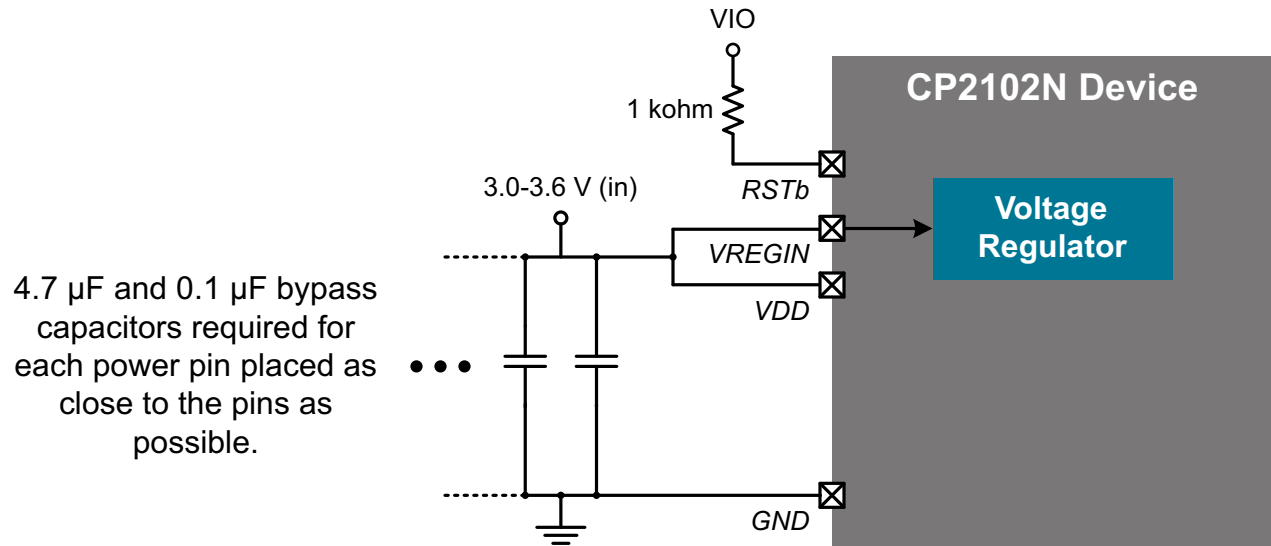 VIO
CP2102N Device
1 kohm
RSTb
3.0-3.6 V (in)
Voltage
Regulator
VREGIN
VDD
4.7 µF and 0.1 µF bypass
capacitors required for
each power pin placed as
close to the pins as
possible.
GND